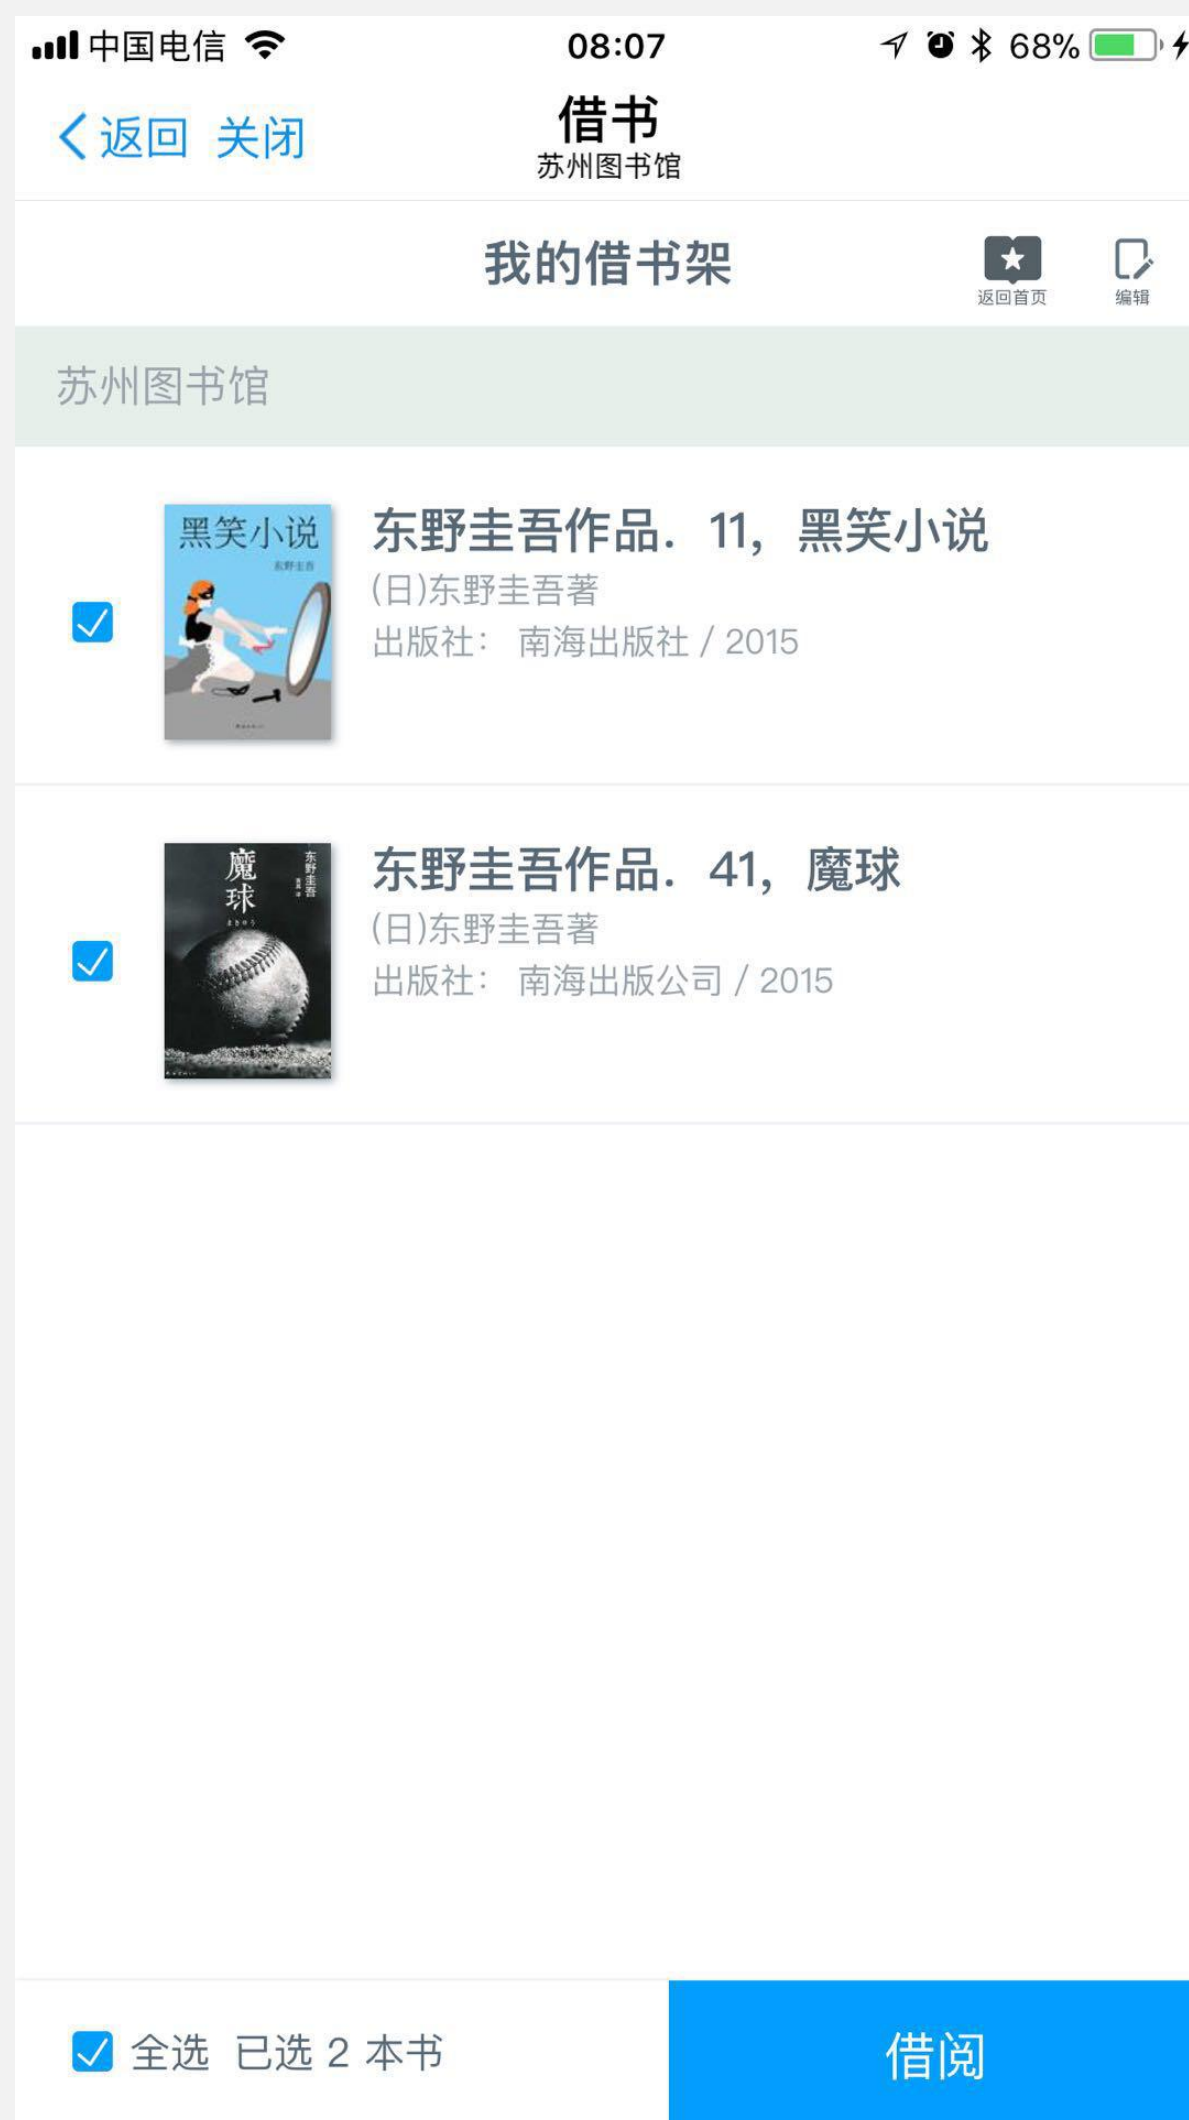 中国电信 08:07 68%
返回 关闭
借书
苏州图书馆
我的借书架
返回首页 编辑
苏州图书馆
黑笑小说
东野圭吾
东野圭吾作品．11，黑笑小说
(日)东野圭吾著
出版社： 南海出版社 / 2015
魔球
东野圭吾
まきゅう
东野圭吾作品．41，魔球
(日)东野圭吾著
出版社： 南海出版公司 / 2015
全选 已选 2 本书
借阅